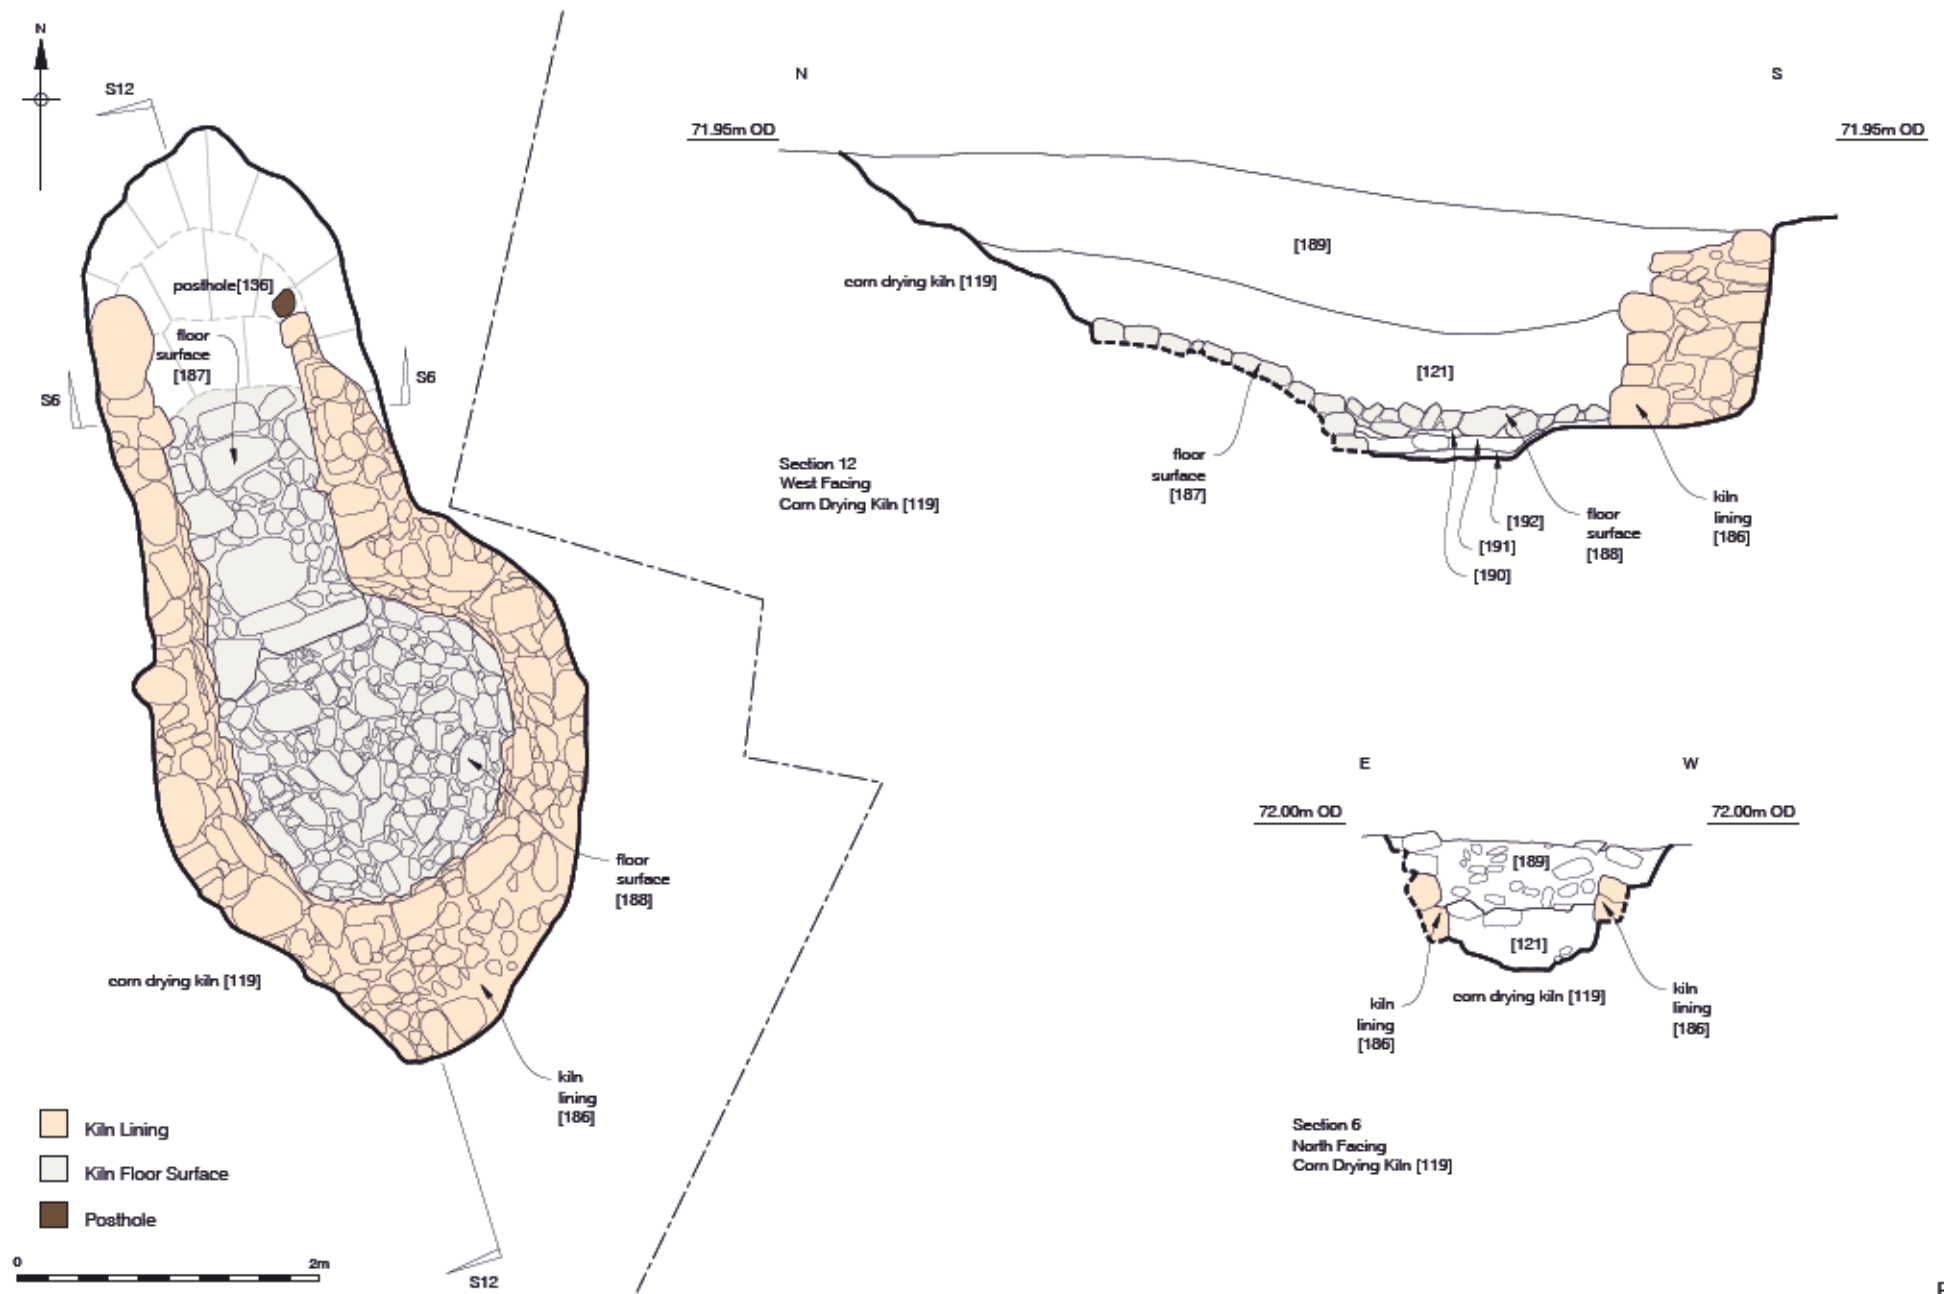 N
S12
posthole[136]
floor
surface
[187]
S6
S6
floor
surface
[188]
corn drying kiln [119]
kiln
lining
[186]
Kiln Lining
Kiln Floor Surface
Posthole
0
2m
S12
N
S
71.95m OD
71.95m OD
[189]
corn drying kiln [119]
[121]
Section 12
West Facing
Corn Drying Kiln [119]
floor
surface
[187]
[192]
[191]
[190]
floor
surface
[188]
kiln
lining
[186]
E
W
72.00m OD
72.00m OD
[189]
[121]
corn drying kiln [119]
kiln
lining
[186]
kiln
lining
[186]
Section 6
North Facing
Corn Drying Kiln [119]